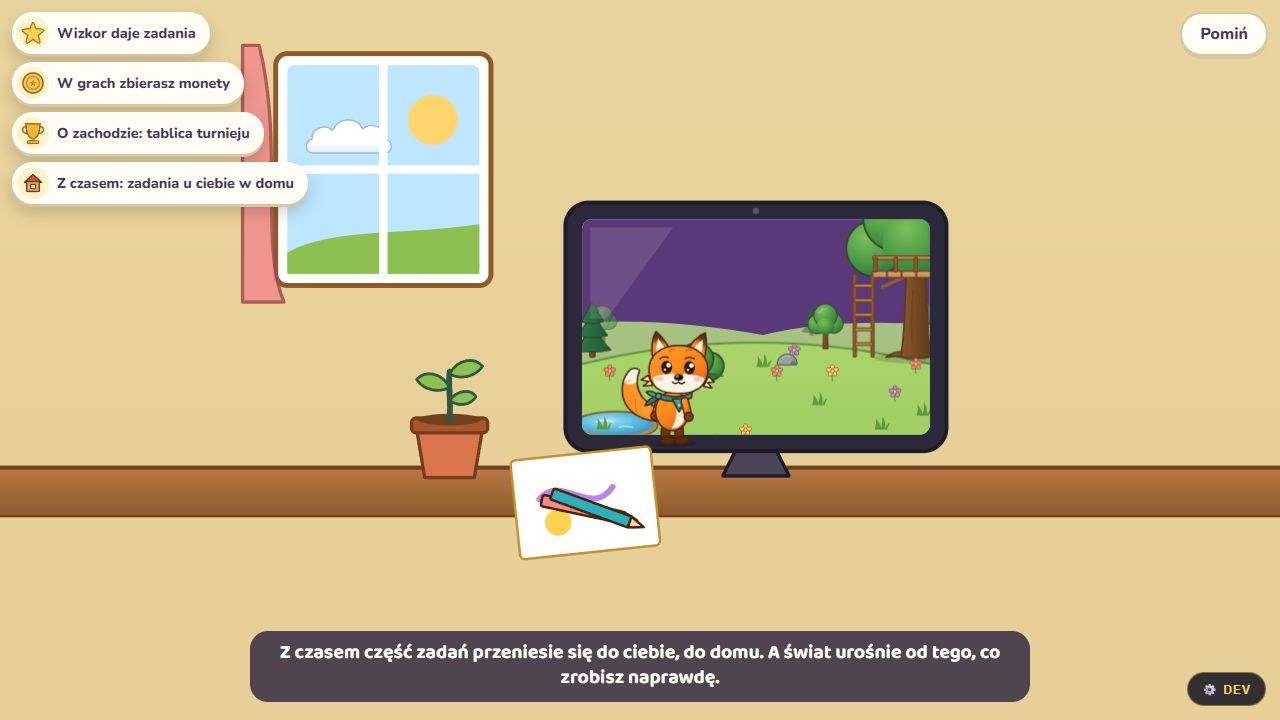 Wizkor daje zadania
W grach zbierasz monety
O zachodzie: tablica turnieju
Z czasem: zadania u ciebie w domu
Pomiń
Z czasem część zadań przeniesie się do ciebie, do domu. A świat urośnie od tego, co
zrobisz naprawdę.
DEV